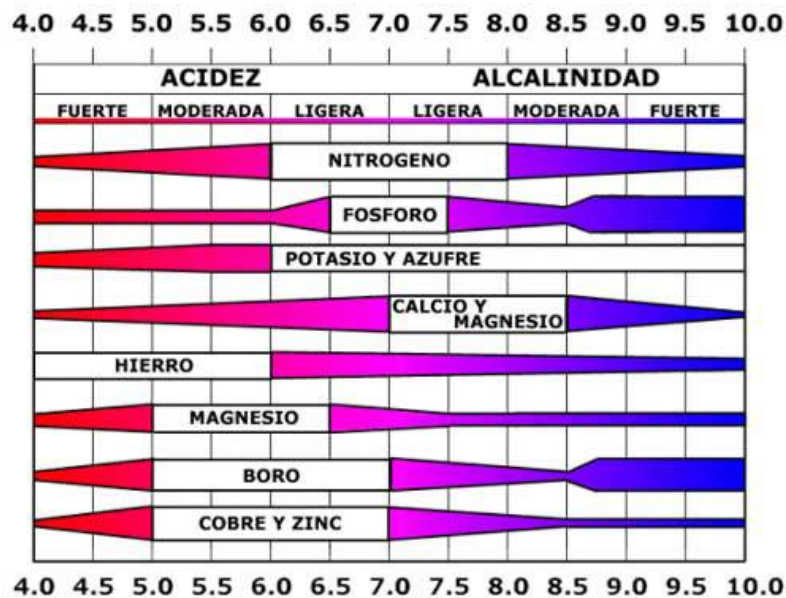 4.0 4.5 5.0 5.5 6.0 6.5 7.0 7.5 8.0 8.5 9.0 9.5 10.0
ACIDEZ ALCALINIDAD
FUERTE MODERADA LIGERA LIGERA MODERADA FUERTE
NITROGENO
FOSFORO
POTASIO Y AZUFRE
CALCIO Y
MAGNESIO
HIERRO
MAGNESIO
BORO
COBRE Y ZINC
4.0 4.5 5.0 5.5 6.0 6.5 7.0 7.5 8.0 8.5 9.0 9.5 10.0